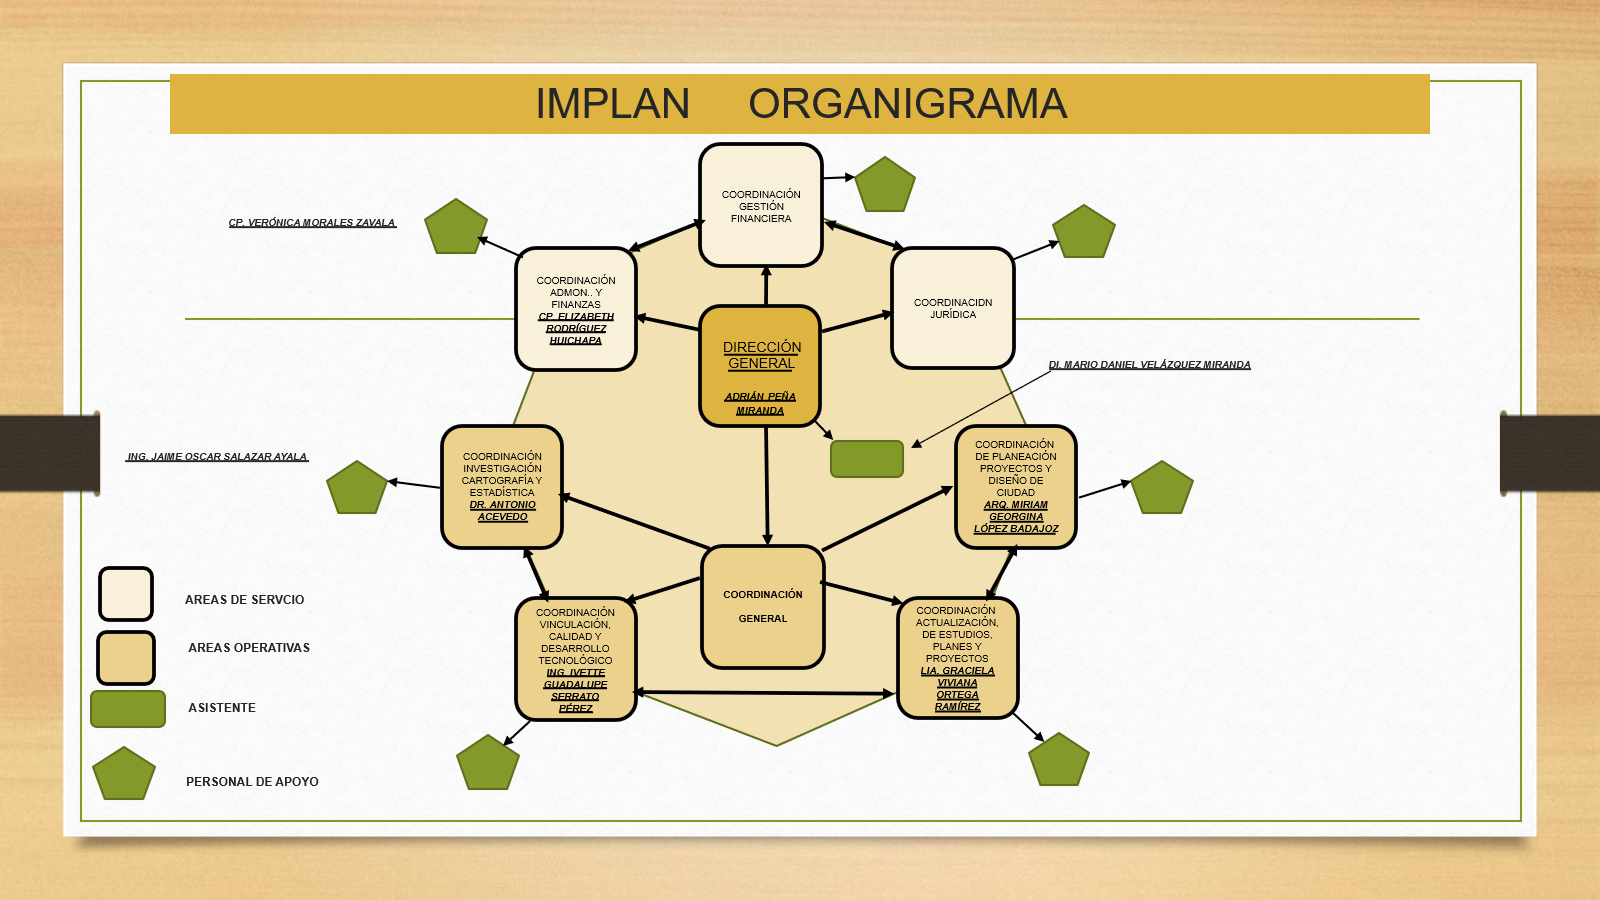 IMPLAN ORGANIGRAMA
COORDINACIÓN
GESTIÓN
FINANCIERA
CP. VERÓNICA MORALES ZAVALA
COORDINACIÓN
ADMON.. Y
FINANZAS
CP. ELIZABETH
RODRÍGUEZ
HUICHAPA
COORDINACIDN
JURÍDICA
DIRECCIÓN
GENERAL
ADRIÁN PEÑA
MIRANDA
DI. MARIO DANIEL VELÁZQUEZ MIRANDA
ING. JAIME OSCAR SALAZAR AYALA
COORDINACIÓN
INVESTIGACIÓN
CARTOGRAFÍA Y
ESTADÍSTICA
DR. ANTONIO
ACEVEDO
COORDINACIÓN
DE PLANEACIÓN
PROYECTOS Y
DISEÑO DE
CIUDAD
ARQ. MIRIAM
GEORGINA
LÓPEZ BADAJOZ
COORDINACIÓN
GENERAL
COORDINACIÓN
VINCULACIÓN,
CALIDAD Y
DESARROLLO
TECNOLÓGICO
ING. IVETTE
GUADALUPE
SERRATO
PÉREZ
COORDINACIÓN
ACTUALIZACIÓN,
DE ESTUDIOS,
PLANES Y
PROYECTOS
LIA. GRACIELA
VIVIANA
ORTEGA
RAMÍREZ
AREAS DE SERVCIO
AREAS OPERATIVAS
ASISTENTE
PERSONAL DE APOYO